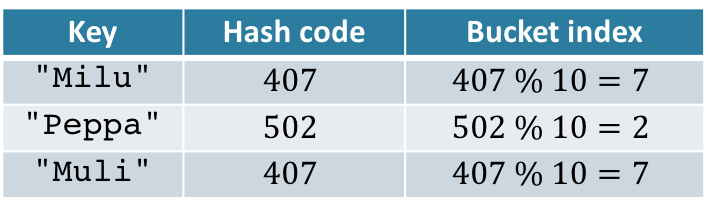 Key Hash code Bucket index
"Milu" 407 407 % 10 = 7
"Peppa" 502 502 % 10 = 2
"Muli" 407 407 % 10 = 7